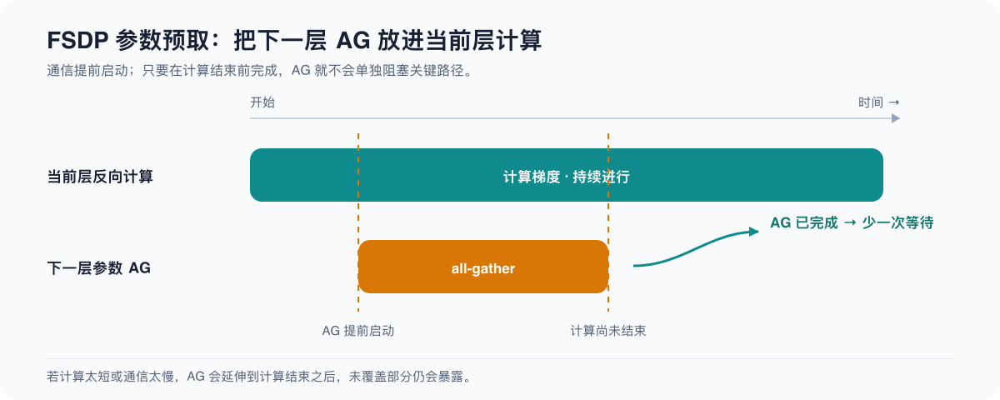 FSDP 参数预取：把下一层 AG 放进当前层计算
通信提前启动；只要在计算结束前完成，AG 就不会单独阻塞关键路径。
开始
时间 →
当前层反向计算
计算梯度 · 持续进行
AG 已完成 → 少一次等待
下一层参数 AG
all-gather
AG 提前启动
计算尚未结束
若计算太短或通信太慢，AG 会延伸到计算结束之后，未覆盖部分仍会暴露。